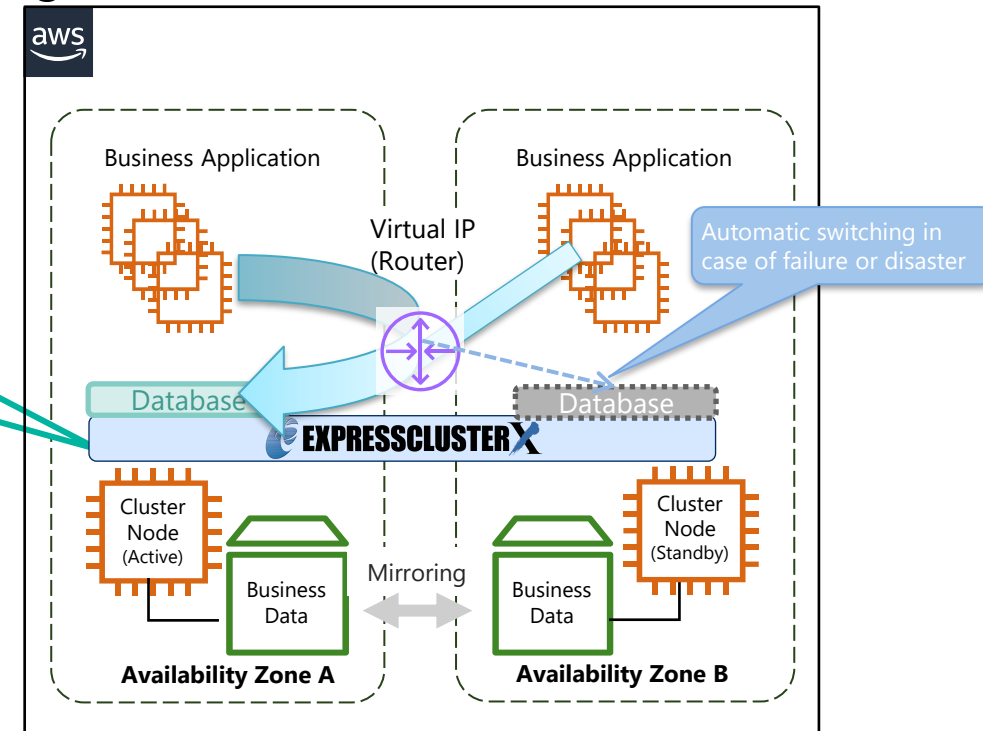 aws
Business Application
Business Application
Virtual IP
(Router)
Automatic switching in
case of failure or disaster
Database
Database
EXPRESSCLUSTER X
Cluster
Node
(Active)
Cluster
Node
(Standby)
Business
Data
Mirroring
Business
Data
Availability Zone A
Availability Zone B